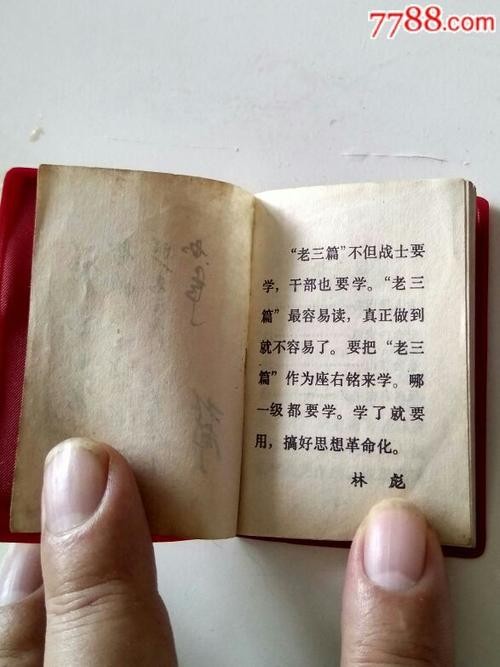 7788.com
“老三篇”不但战士要
学，干部也要学。“老三
篇”最容易读，真正做到
就不容易了。要把“老三
篇”作为座右铭来学。哪
一级都要学。学了就要
用，搞好思想革命化。
林 彪